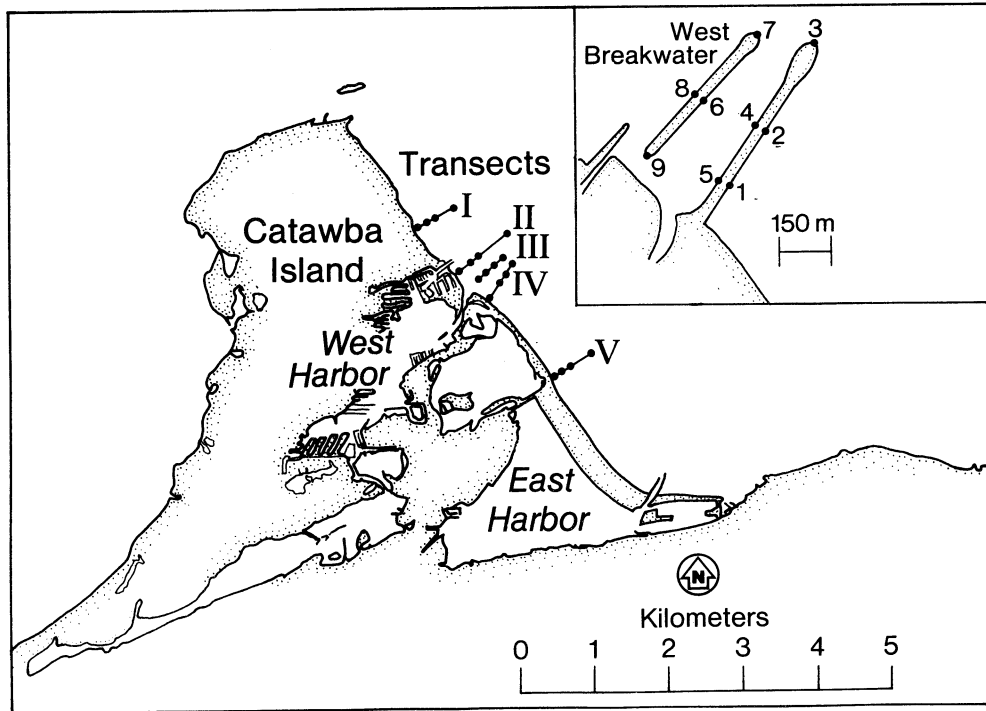 West
Breakwater
7
3
8
6
4
2
9
5
1
150 m
Transects
I
II
III
IV
V
Catawba
Island
West
Harbor
East
Harbor
N
Kilometers
0 1 2 3 4 5